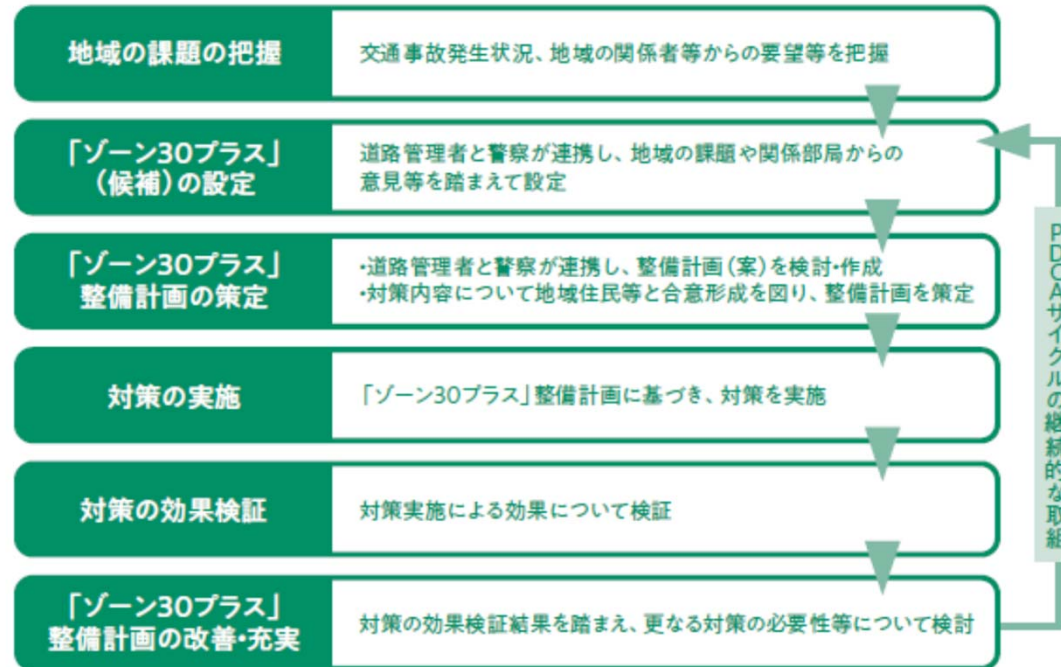 地域の課題の把握
交通事故発生状況、地域の関係者等からの要望等を把握
「ゾーン30プラス」
（候補）の設定
道路管理者と警察が連携し、地域の課題や関係部局からの
意見等を踏まえて設定
「ゾーン30プラス」
整備計画の策定
・道路管理者と警察が連携し、整備計画（案）を検討・作成
・対策内容について地域住民等と合意形成を図り、整備計画を策定
対策の実施
「ゾーン30プラス」整備計画に基づき、対策を実施
対策の効果検証
対策実施による効果について検証
「ゾーン30プラス」
整備計画の改善・充実
対策の効果検証結果を踏まえ、更なる対策の必要性等について検討
PDCAサイクルの継続的な取組